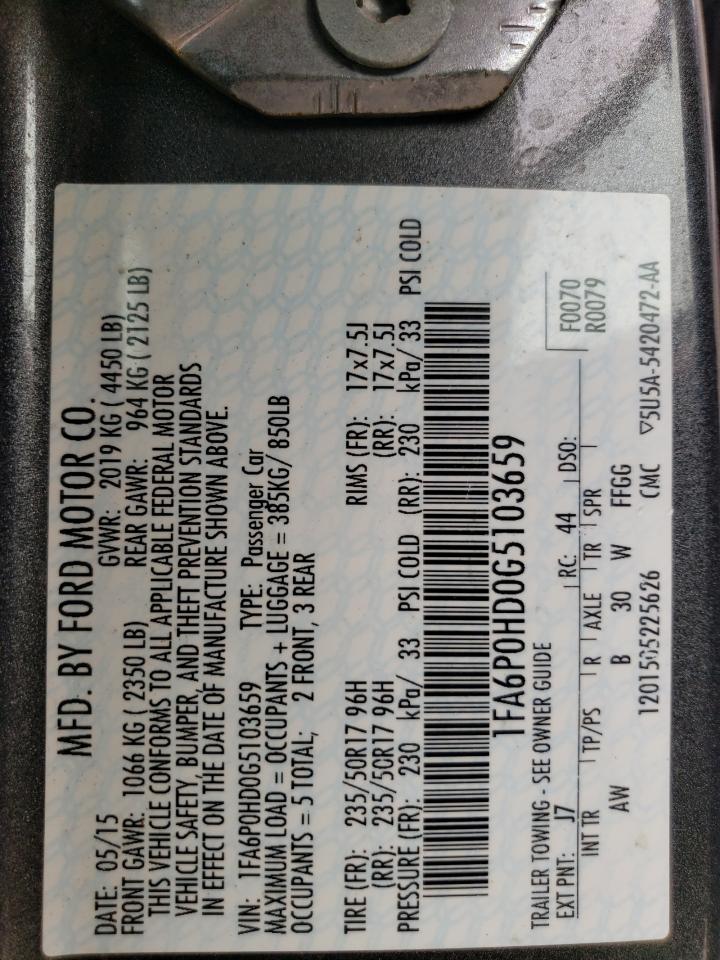 MFD. BY FORD MOTOR CO.
DATE: 05/15 GVWR: 2019 KG ( 4450 LB)
FRONT GAWR: 1066 KG ( 2350 LB) REAR GAWR: 964 KG ( 2125 LB)
THIS VEHICLE CONFORMS TO ALL APPLICABLE FEDERAL MOTOR
VEHICLE SAFETY, BUMPER, AND THEFT PREVENTION STANDARDS
IN EFFECT ON THE DATE OF MANUFACTURE SHOWN ABOVE.
VIN: 1FA6P0HD0G5103659 TYPE: Passenger Car
MAXIMUM LOAD = OCCUPANTS + LUGGAGE = 385KG/ 850LB
OCCUPANTS = 5 TOTAL; 2 FRONT, 3 REAR
TIRE (FR): 235/50R17 96H RIMS (FR): 17x7.5J
(RR): 235/50R17 96H (RR): 17x7.5J
PRESSURE (FR): 230 kPa/ 33 PSI COLD (RR): 230 kPa/ 33 PSI COLD
1FA6P0HD0G5103659
TRAILER TOWING - SEE OWNER GUIDE F0070
EXT PNT: J7 RC: 44 DSO: R0079
INT TR TP/PS R AXLE TR SPR
AW B 30 W FFGG
1201505225626 CMC ▽5U5A-5420472-AA